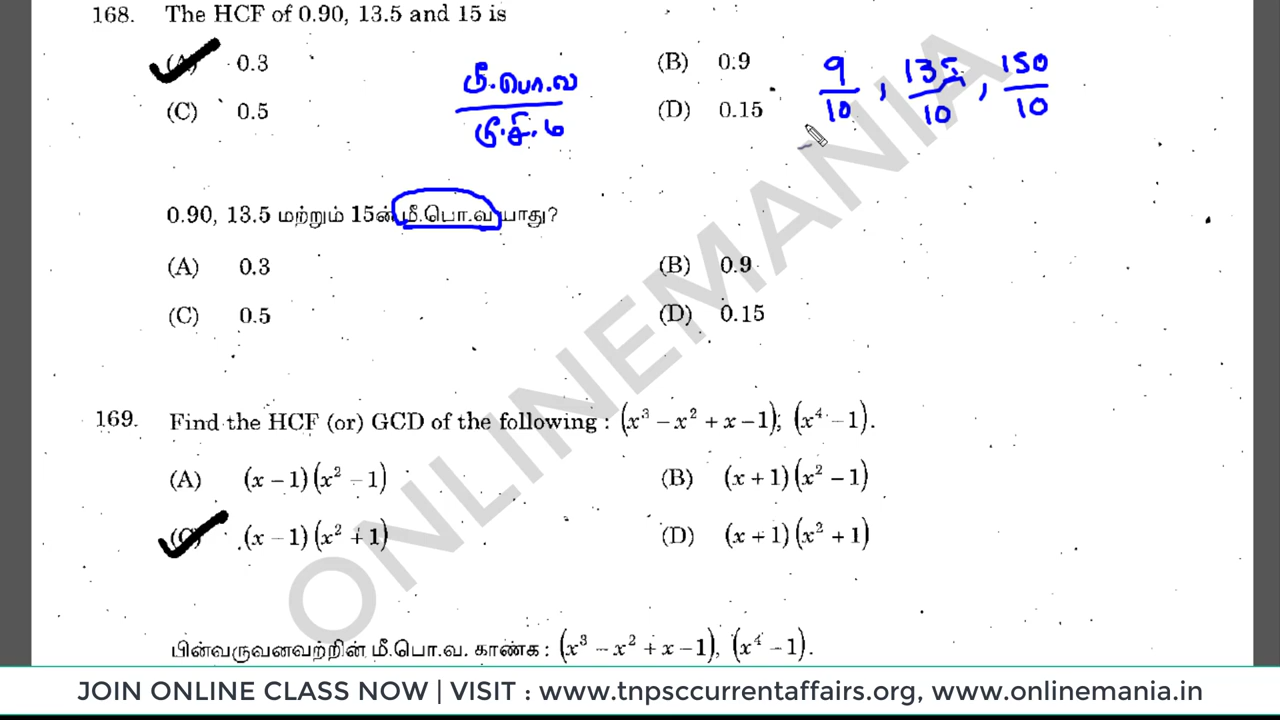 168. The HCF of 0.90, 13.5 and 15 is
(A) 0.3 (B) 0.9
(C) 0.5 (D) 0.15
மீ.பொ.வ
மீ.சி.ம
9/10 , 135/10 , 150/10
0.90, 13.5 மற்றும் 15ன் மீ.பொ.வ யாது?
(A) 0.3 (B) 0.9
(C) 0.5 (D) 0.15
169. Find the HCF (or) GCD of the following : (x³ − x² + x − 1); (x⁴ − 1).
(A) (x − 1)(x² − 1) (B) (x + 1)(x² − 1)
(C) (x − 1)(x² + 1) (D) (x + 1)(x² + 1)
பின்வருவனவற்றின் மீ.பொ.வ. காண்க : (x³ − x² + x − 1), (x⁴ − 1).
ONLINEMANIA
JOIN ONLINE CLASS NOW | VISIT : www.tnpsccurrentaffairs.org, www.onlinemania.in